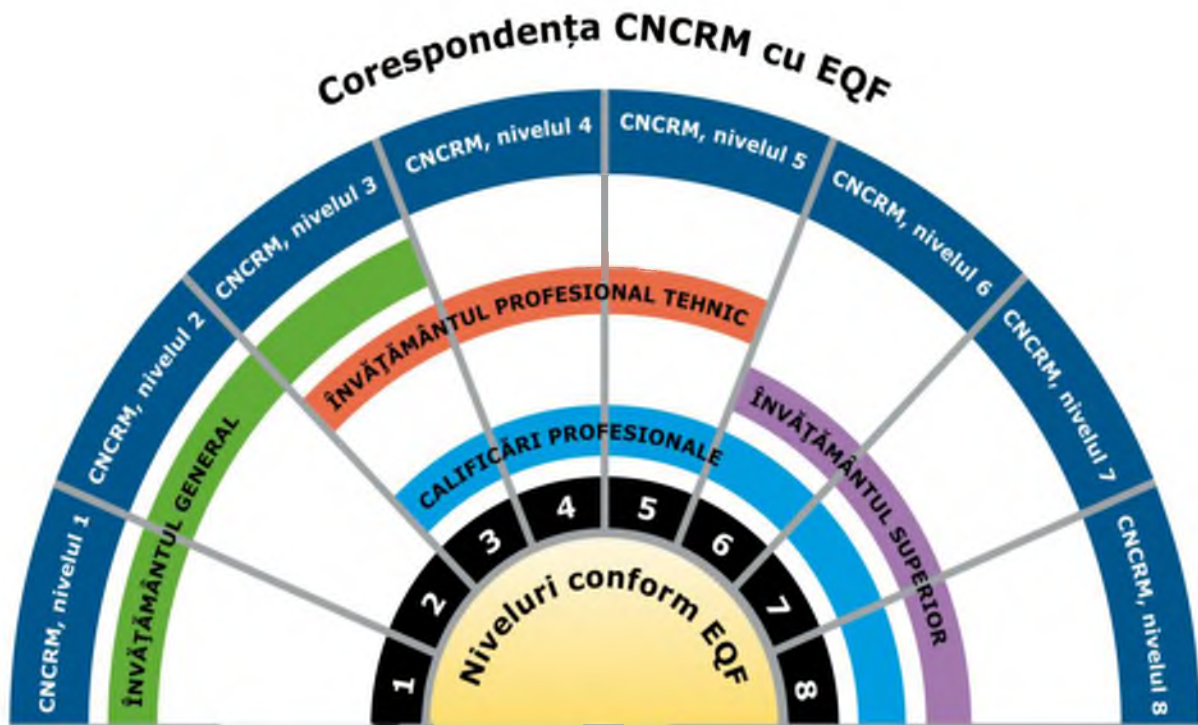 Corespondența CNCRM cu EQF
CNCRM, nivelul 1
CNCRM, nivelul 2
CNCRM, nivelul 3
CNCRM, nivelul 4
CNCRM, nivelul 5
CNCRM, nivelul 6
CNCRM, nivelul 7
CNCRM, nivelul 8
ÎNVĂȚĂMÂNTUL GENERAL
ÎNVĂȚĂMÂNTUL PROFESIONAL TEHNIC
CALIFICĂRI PROFESIONALE
ÎNVĂȚĂMÂNTUL SUPERIOR
1
2
3
4
5
6
7
8
Niveluri conform EQF